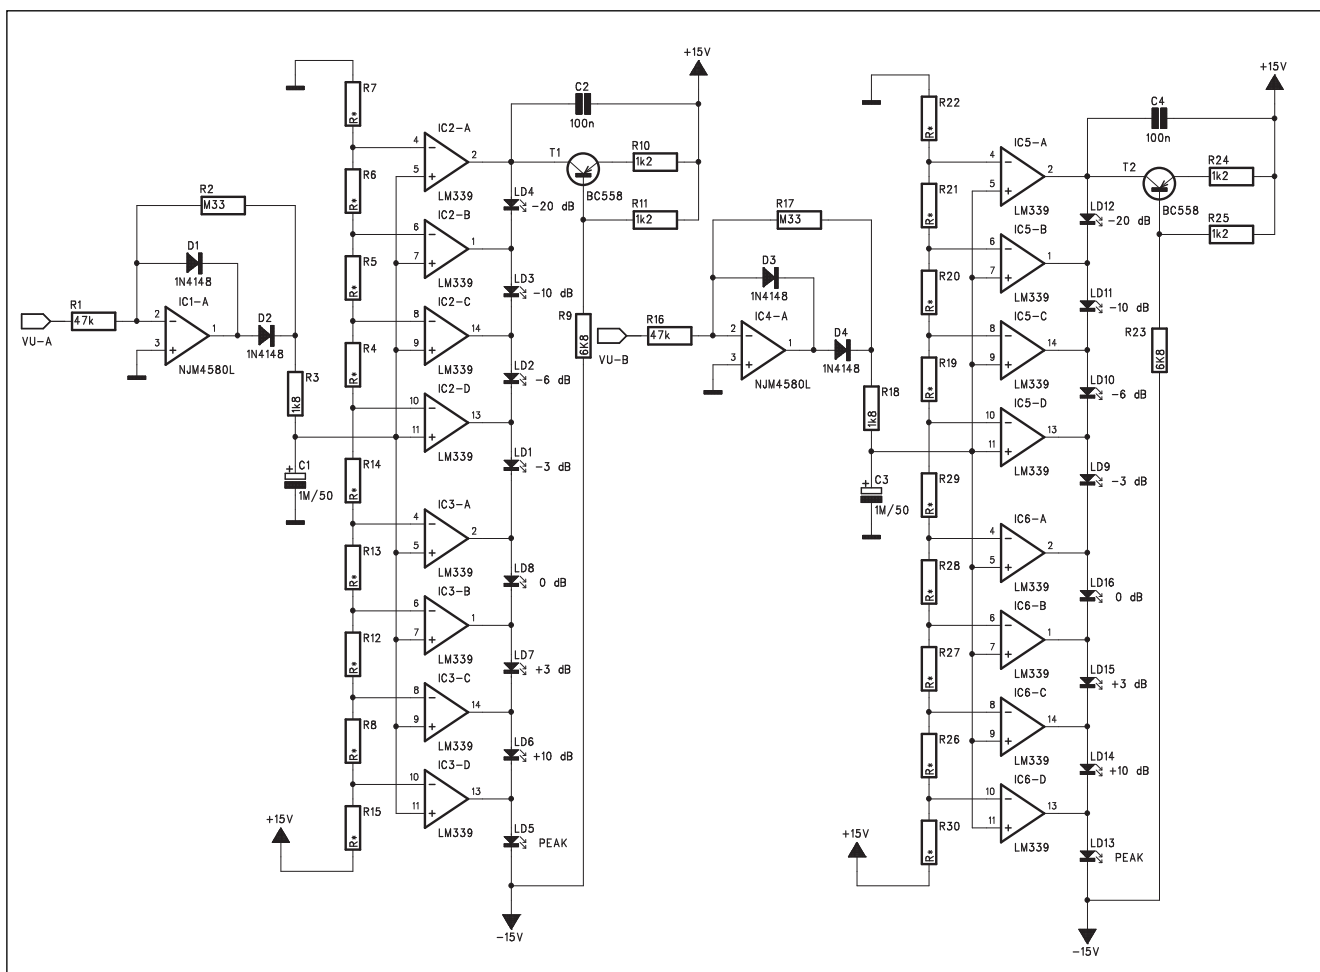 +15V
C2
100n
R7
R*
IC2-A
4
5
2
LM339
T1
BC558
R10
1k2
R11
1k2
LD4
-20 dB
R6
R*
IC2-B
6
7
1
LM339
R2
M33
D1
1N4148
R5
R*
LD3
-10 dB
IC2-C
8
9
14
LM339
R1
47k
VU-A
IC1-A
2
3
1
NJM4580L
D2
1N4148
R9
6K8
R4
R*
LD2
-6 dB
R3
1k8
IC2-D
10
11
13
LM339
C1
+
1M/50
R14
R*
LD1
-3 dB
IC3-A
4
5
2
LM339
R13
R*
LD8
0 dB
IC3-B
6
7
1
LM339
R12
R*
LD7
+3 dB
IC3-C
8
9
14
LM339
R8
R*
LD6
+10 dB
IC3-D
10
11
13
LM339
+15V
R15
R*
LD5
PEAK
-15V
+15V
C4
100n
R22
R*
IC5-A
4
5
2
LM339
T2
BC558
R24
1k2
R25
1k2
LD12
-20 dB
R21
R*
IC5-B
6
7
1
LM339
R17
M33
D3
1N4148
R20
R*
LD11
-10 dB
IC5-C
8
9
14
LM339
R16
47k
VU-B
IC4-A
2
3
1
NJM4580L
D4
1N4148
R23
6K8
R19
R*
LD10
-6 dB
R18
1k8
IC5-D
10
11
13
LM339
C3
+
1M/50
R29
R*
LD9
-3 dB
IC6-A
4
5
2
LM339
R28
R*
LD16
0 dB
IC6-B
6
7
1
LM339
R27
R*
LD15
+3 dB
IC6-C
8
9
14
LM339
R26
R*
LD14
+10 dB
IC6-D
10
11
13
LM339
+15V
R30
R*
LD13
PEAK
-15V